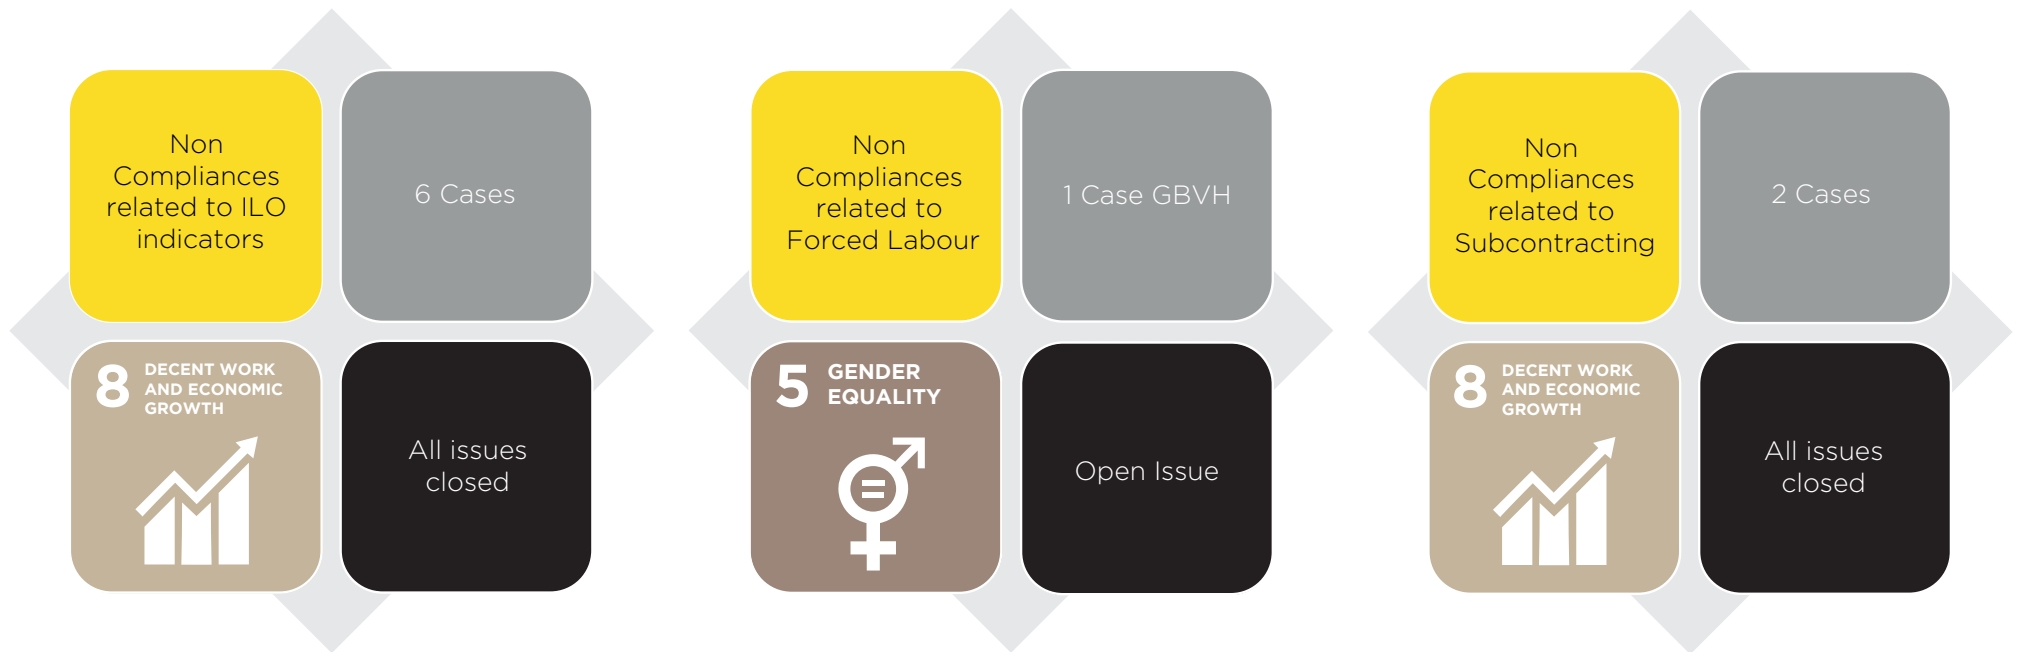 Non
Compliances
related to ILO
indicators
6 Cases
8
DECENT WORK
AND ECONOMIC
GROWTH
All issues
closed
Non
Compliances
related to
Forced Labour
1 Case GBVH
5
GENDER
EQUALITY
Open Issue
Non
Compliances
related to
Subcontracting
2 Cases
8
DECENT WORK
AND ECONOMIC
GROWTH
All issues
closed